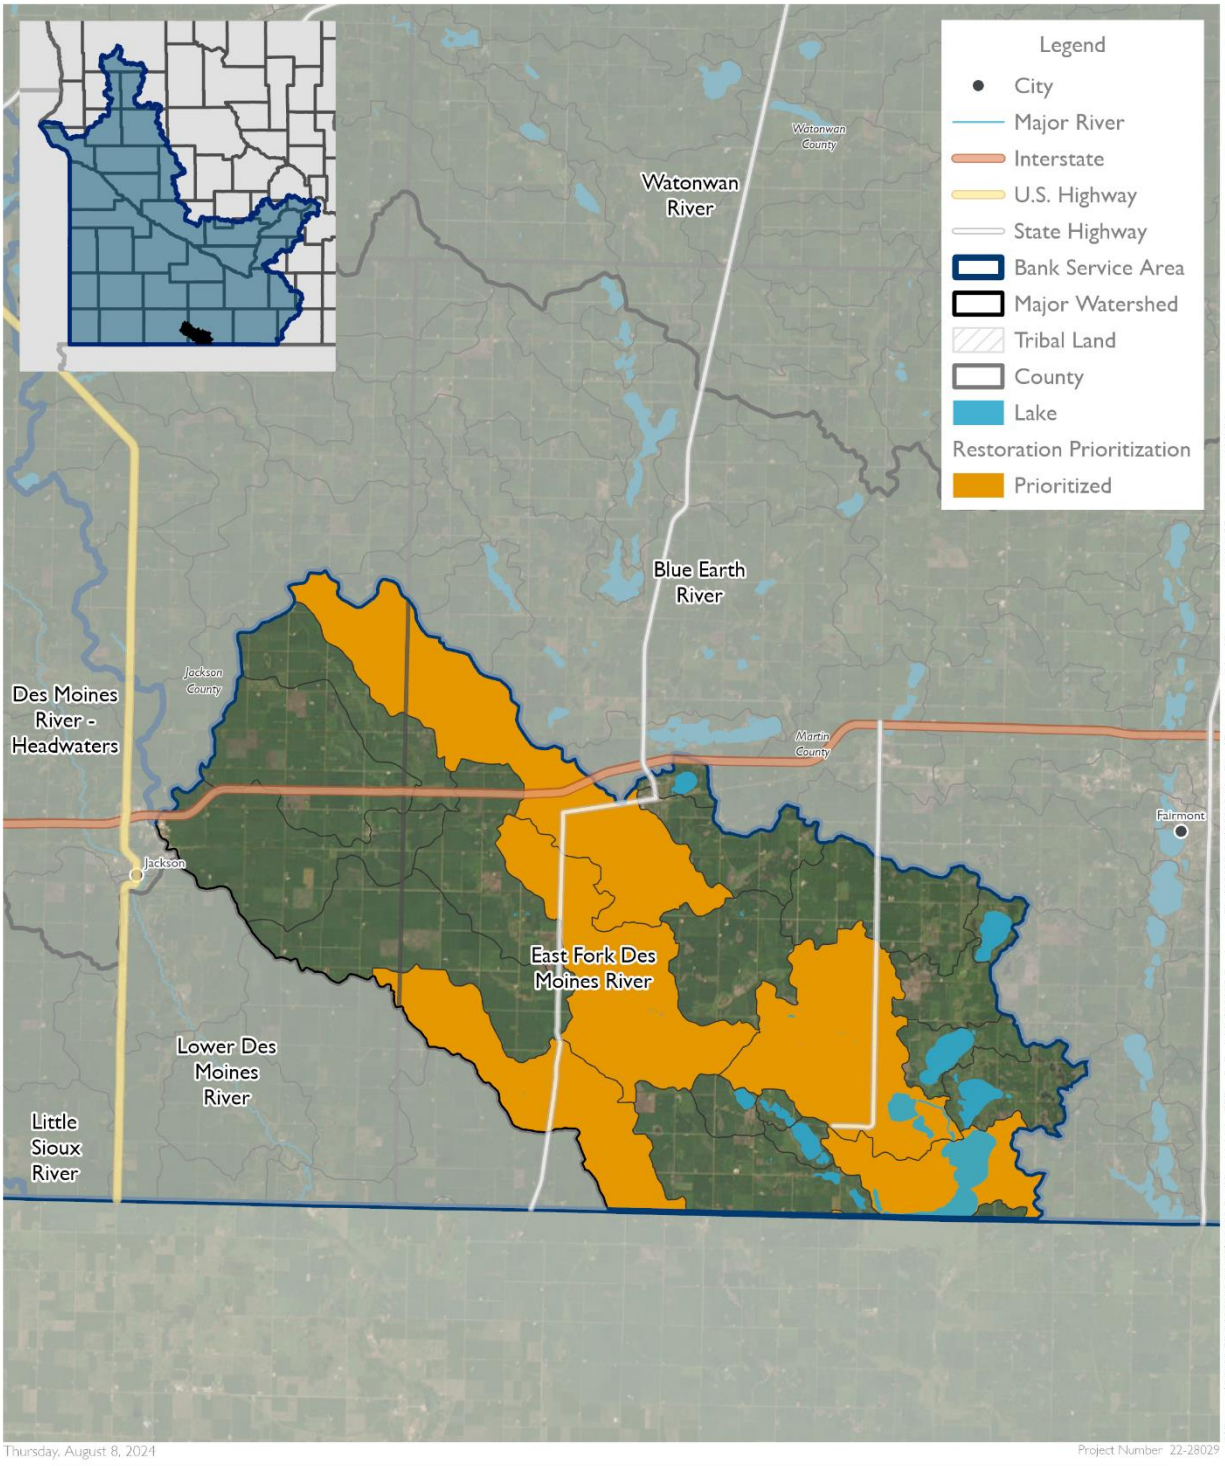 Legend
City
Major River
Interstate
U.S. Highway
State Highway
Bank Service Area
Major Watershed
Tribal Land
County
Lake
Restoration Prioritization
Prioritized
Watonwan
County
Watonwan
River
Blue Earth
River
Jackson
County
Des Moines
River -
Headwaters
Martin
County
Fairmont
Jackson
East Fork Des
Moines River
Lower Des
Moines
River
Little
Sioux
River
Thursday, August 8, 2024
Project Number 22-28029